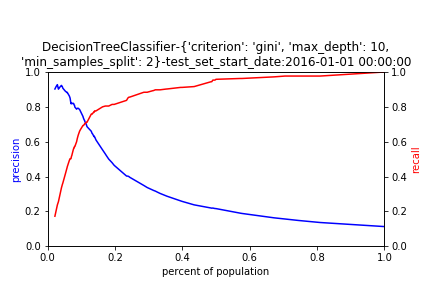 DecisionTreeClassifier-{'criterion': 'gini', 'max_depth': 10,
'min_samples_split': 2}-test_set_start_date:2016-01-01 00:00:00
1.0
0.8
0.6
0.4
0.2
0.0
precision
1.0
0.8
0.6
0.4
0.2
0.0
recall
0.0 0.2 0.4 0.6 0.8 1.0
percent of population